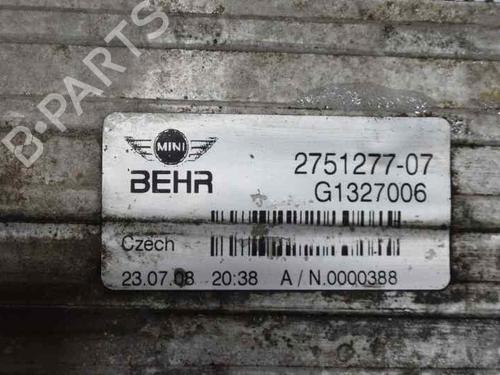 B-PARTS
MINI
BEHR
2751277-07
G1327006
Czech
23.07.08 20:38 A/N.0000388